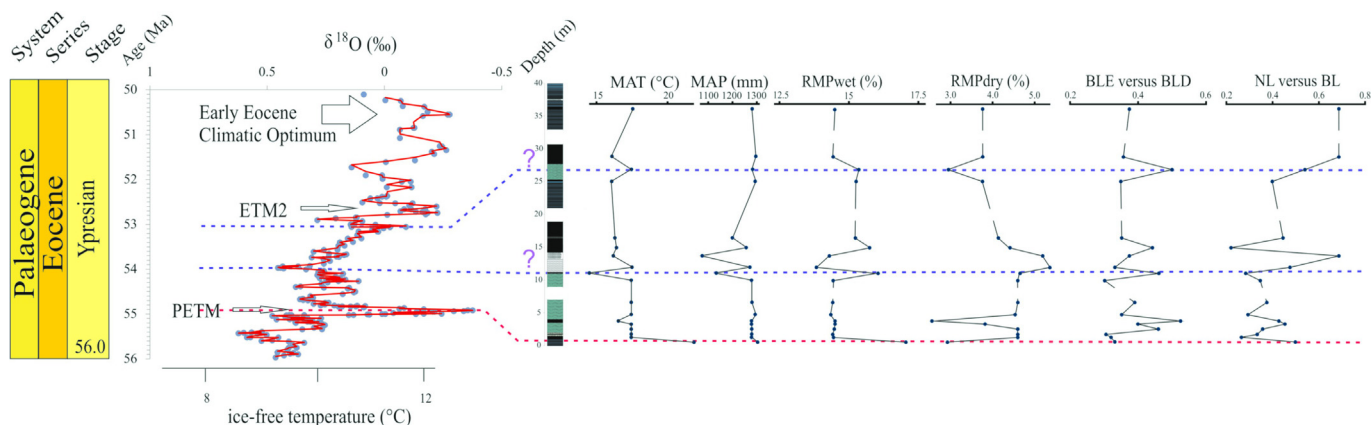 System
Series
Stage
Age (Ma)
δ18O (‰)
1 0.5 0 -0.5
Depth (m)
MAT (°C) MAP (mm) RMPwet (%) RMPdry (%) BLE versus BLD NL versus BL
15 20 1100 1200 1300 12.5 15 17.5 3.0 4.0 5.0 0.2 0.4 0.6 0.2 0.4 0.6 0.8
Palaeogene
Eocene
Ypresian
56.0
50
51
52
53
54
55
56
Early Eocene
Climatic Optimum
ETM2
PETM
?
?
40
35
30
25
20
15
10
5
0
8 12
ice-free temperature (°C)